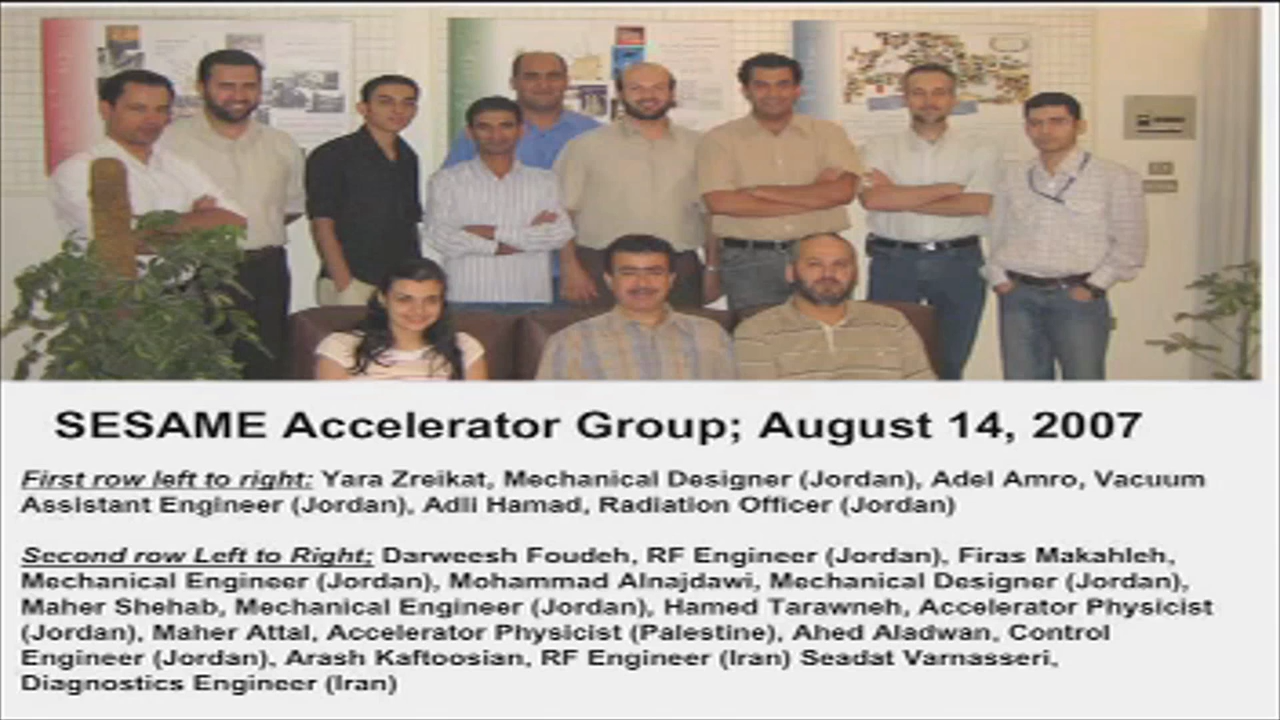 SESAME Accelerator Group; August 14, 2007
First row left to right: Yara Zreikat, Mechanical Designer (Jordan), Adel Amro, Vacuum
Assistant Engineer (Jordan), Adli Hamad, Radiation Officer (Jordan)
Second row Left to Right; Darweesh Foudeh, RF Engineer (Jordan), Firas Makahleh,
Mechanical Engineer (Jordan), Mohammad Alnajdawi, Mechanical Designer (Jordan),
Maher Shehab, Mechanical Engineer (Jordan), Hamed Tarawneh, Accelerator Physicist
(Jordan), Maher Attal, Accelerator Physicist (Palestine), Ahed Aladwan, Control
Engineer (Jordan), Arash Kaftoosian, RF Engineer (Iran) Seadat Varnasseri,
Diagnostics Engineer (Iran)